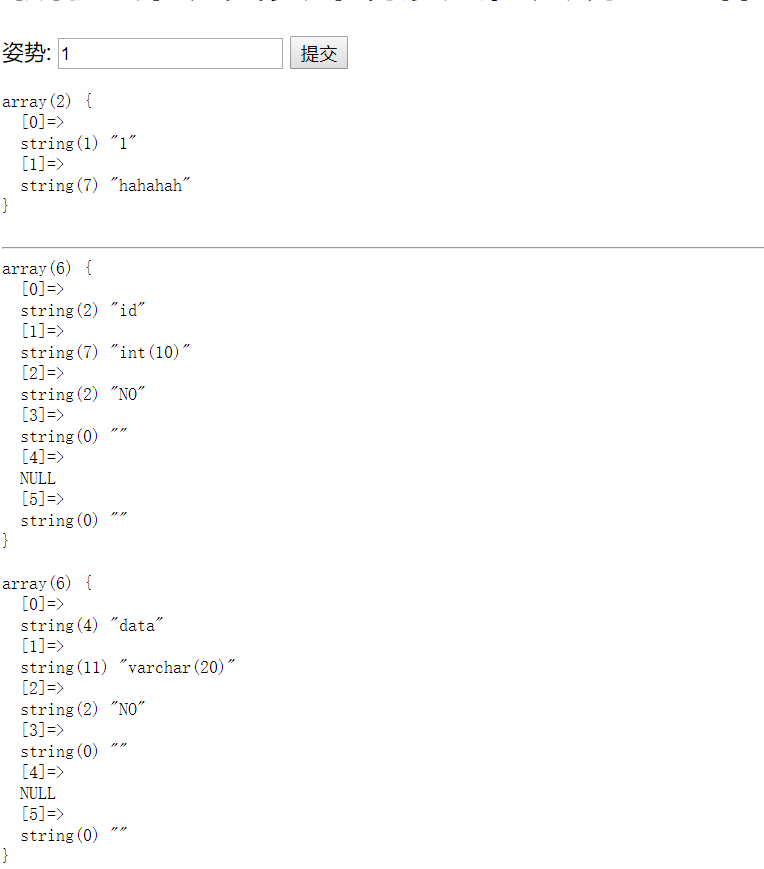 姿势: 1 提交
array(2) {
  [0]=>
  string(1) "1"
  [1]=>
  string(7) "hahahah"
}
array(6) {
  [0]=>
  string(2) "id"
  [1]=>
  string(7) "int(10)"
  [2]=>
  string(2) "NO"
  [3]=>
  string(0) ""
  [4]=>
  NULL
  [5]=>
  string(0) ""
}
array(6) {
  [0]=>
  string(4) "data"
  [1]=>
  string(11) "varchar(20)"
  [2]=>
  string(2) "NO"
  [3]=>
  string(0) ""
  [4]=>
  NULL
  [5]=>
  string(0) ""
}